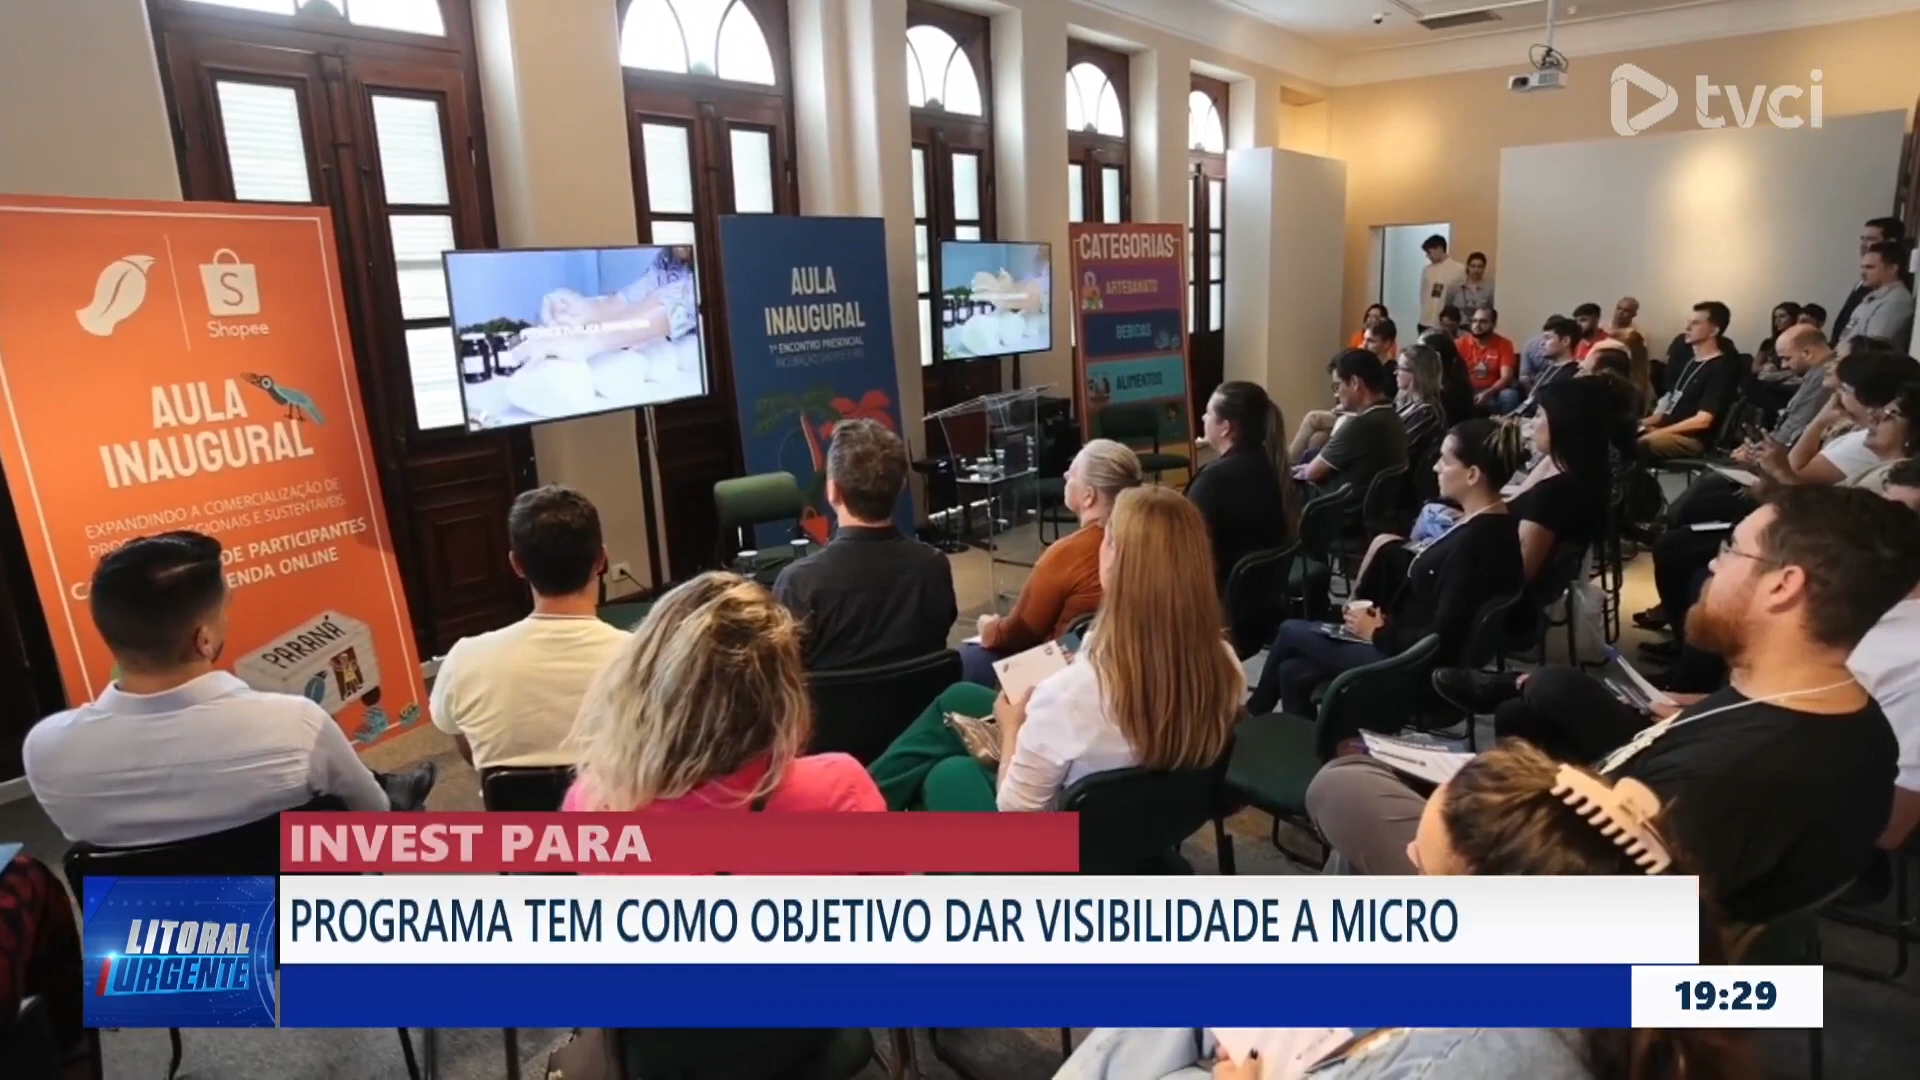 tvci
Shopee
AULA
INAUGURAL
EXPANDINDO A COMERCIALIZAÇÃO DE
REGIONAIS E SUSTENTÁVEIS
DE PARTICIPANTES
ENDA ONLINE
PARANÁ
AULA
INAUGURAL
1º ENCONTRO PRESENCIAL
CATEGORIAS
ARTESANATO
BEBIDAS
ALIMENTOS
INVEST PARA
PROGRAMA TEM COMO OBJETIVO DAR VISIBILIDADE A MICRO
LITORAL
URGENTE
19:29